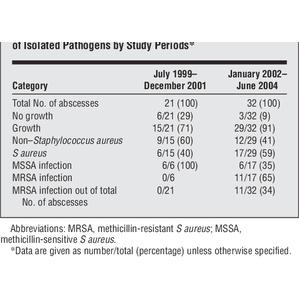 of Isolated Pathogens by Study Periods*
Category July 1999–December 2001 January 2002–June 2004
Total No. of abscesses 21 (100) 32 (100)
No growth 6/21 (29) 3/32 (9)
Growth 15/21 (71) 29/32 (91)
Non–Staphylococcus aureus 9/15 (60) 12/29 (41)
S aureus 6/15 (40) 17/29 (59)
MSSA infection 6/6 (100) 6/17 (35)
MRSA infection 0/6 11/17 (65)
MRSA infection out of total 0/21 11/32 (34)
No. of abscesses
Abbreviations: MRSA, methicillin-resistant S aureus; MSSA,
methicillin-sensitive S aureus.
*Data are given as number/total (percentage) unless otherwise specified.